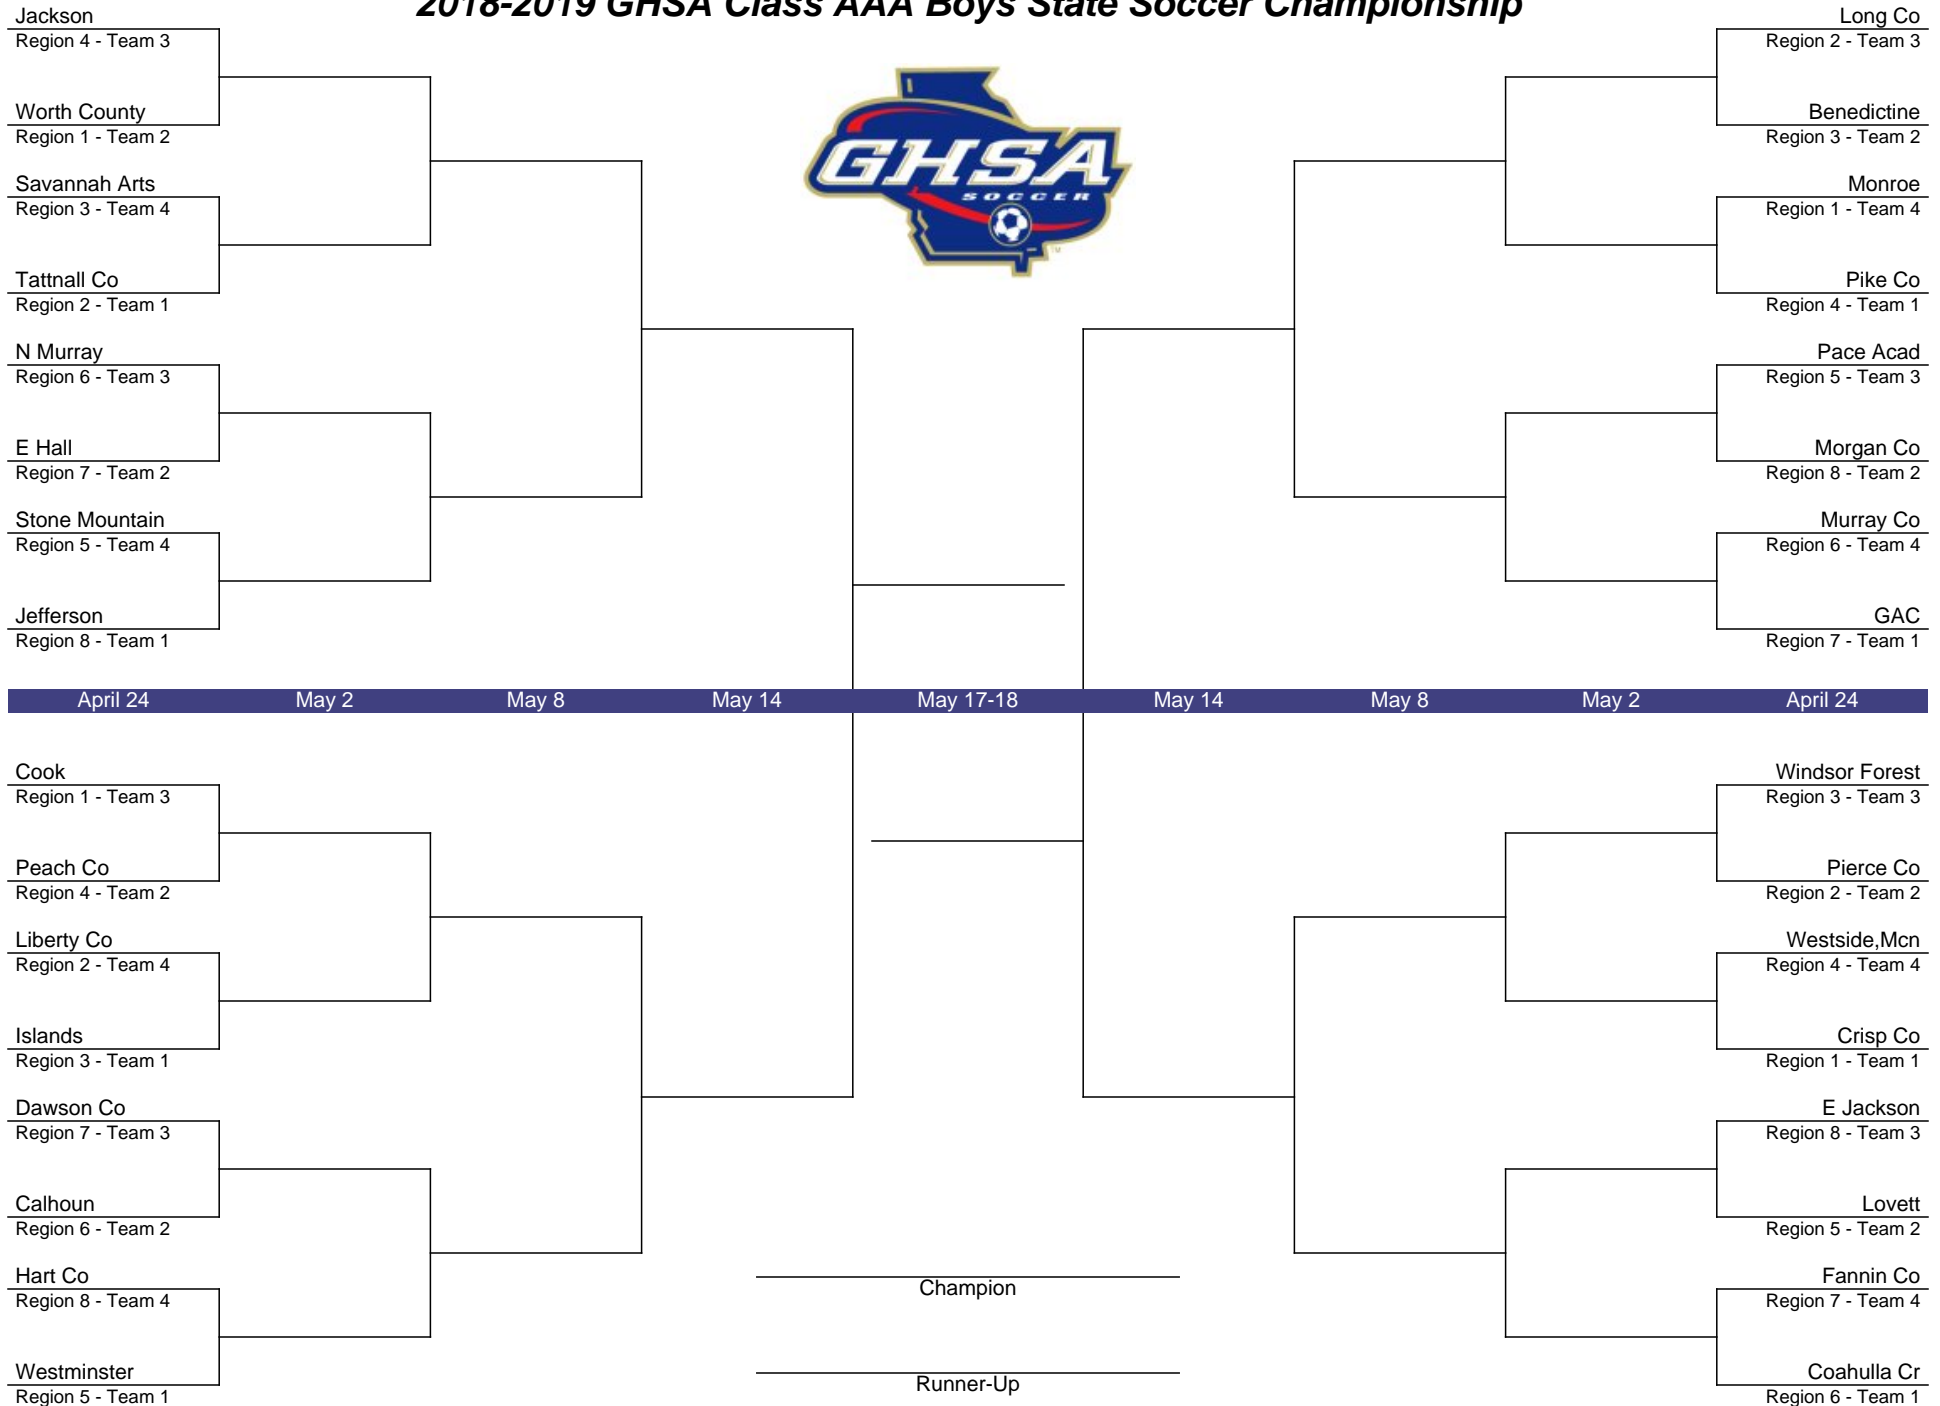 2018-2019 GHSA Class AAA Boys State Soccer Championship
Jackson
Region 4 - Team 3
Worth County
Region 1 - Team 2
Savannah Arts
Region 3 - Team 4
Tattnall Co
Region 2 - Team 1
N Murray
Region 6 - Team 3
E Hall
Region 7 - Team 2
Stone Mountain
Region 5 - Team 4
Jefferson
Region 8 - Team 1
GHSA
SOCCER
TM
Long Co
Region 2 - Team 3
Benedictine
Region 3 - Team 2
Monroe
Region 1 - Team 4
Pike Co
Region 4 - Team 1
Pace Acad
Region 5 - Team 3
Morgan Co
Region 8 - Team 2
Murray Co
Region 6 - Team 4
GAC
Region 7 - Team 1
April 24 May 2 May 8 May 14 May 17-18 May 14 May 8 May 2 April 24
Cook
Region 1 - Team 3
Peach Co
Region 4 - Team 2
Liberty Co
Region 2 - Team 4
Islands
Region 3 - Team 1
Dawson Co
Region 7 - Team 3
Calhoun
Region 6 - Team 2
Hart Co
Region 8 - Team 4
Westminster
Region 5 - Team 1
Champion
Runner-Up
Windsor Forest
Region 3 - Team 3
Pierce Co
Region 2 - Team 2
Westside,Mcn
Region 4 - Team 4
Crisp Co
Region 1 - Team 1
E Jackson
Region 8 - Team 3
Lovett
Region 5 - Team 2
Fannin Co
Region 7 - Team 4
Coahulla Cr
Region 6 - Team 1